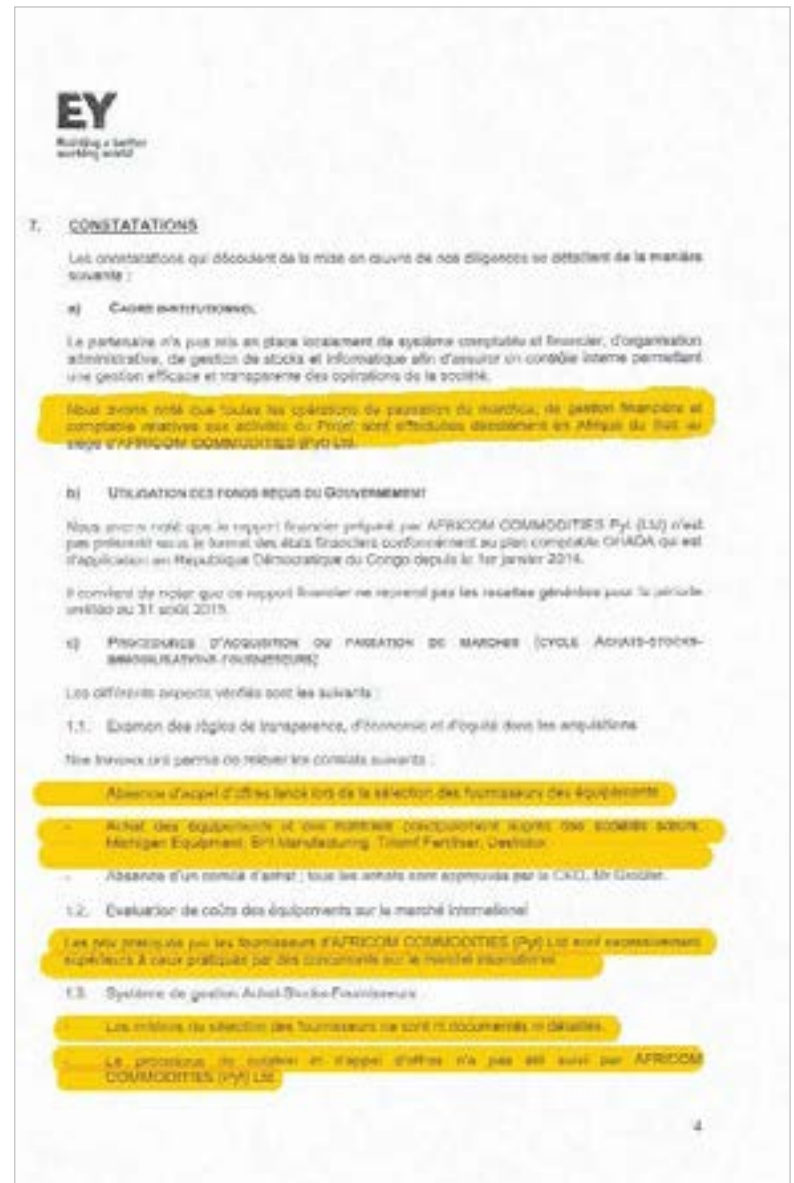 EY
Building a better
working world
7. CONSTATATIONS
Les constatations qui découlent de la mise en œuvre de nos diligences se détaillent de la manière
suivante :
a) CADRE INSTITUTIONNEL
Le partenaire n'a pas mis en place localement de système comptable et financier, d'organisation
administrative, de gestion de stocks et informatique afin d'assurer un contrôle interne permettant
une gestion efficace et transparente des opérations de la société.
Nous avons noté que toutes les opérations de passation du marchés, de gestion financière et
comptable relatives aux activités du Projet sont effectuées directement en Afrique du Sud au
siège d'AFRICOM COMMODITIES (Pyt) Ltd.
b) UTILISATION DES FONDS REÇUS DU GOUVERNEMENT
Nous avons noté que le rapport financier préparé par AFRICOM COMMODITIES Pyt. (Ltd) n'est
pas présenté sous le format des états financiers conformément au plan comptable OHADA qui est
d'application en République Démocratique du Congo depuis le 1er janvier 2014.
Il convient de noter que ce rapport financier ne reprend pas les recettes générées pour la période
arrêtée au 31 août 2015.
c) PROCEDURES D'ACQUISITION OU PASSATION DE MARCHES (CYCLE ACHATS-STOCKS-
IMMOBILISATIONS-FOURNISSEURS)
Les différents aspects vérifiés sont les suivants :
1.1. Examen des règles de transparence, d'économie et d'équité dans les acquisitions
Nos travaux ont permis de relever les constats suivants :
- Absence d'appel d'offres lancé lors de la sélection des fournisseurs des équipements
- Achat des équipements et des matériels principalement auprès des sociétés sœurs,
Michigan Equipment, Manufacturing, Fertiliser,
- Absence d'un comité d'achat ; tous les achats sont approuvés par le CEO, Mr
1.2. Evaluation de coûts des équipements sur le marché international
Les prix pratiqués par les fournisseurs d'AFRICOM COMMODITIES (Pyt) Ltd sont excessivement
supérieurs à ceux pratiqués par des concurrents sur le marché international.
1.3. Système de gestion Achat-Stocks-Fournisseurs
- Les critères de sélection des fournisseurs ne sont ni documentés ni détaillés.
- Le processus de cotation et d'appel d'offres n'a pas été suivi par AFRICOM
COMMODITIES (Pyt) Ltd.
4